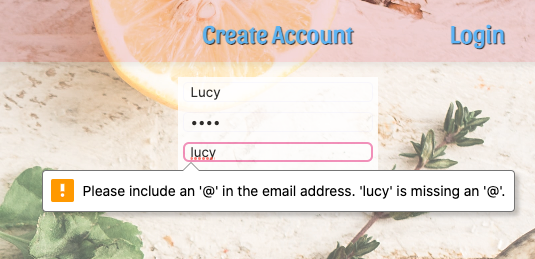 Create Account Login
Lucy
••••
lucy
Please include an '@' in the email address. 'lucy' is missing an '@'.